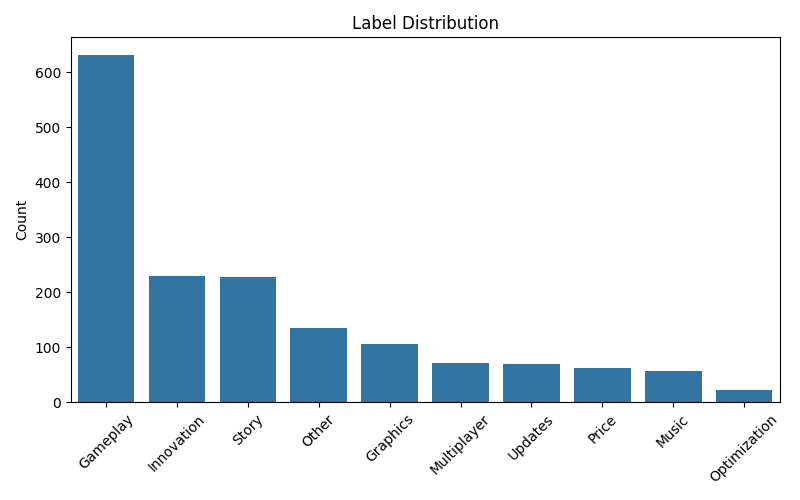 Label Distribution
Count
600
500
400
300
200
100
0
Gameplay
Innovation
Story
Other
Graphics
Multiplayer
Updates
Price
Music
Optimization